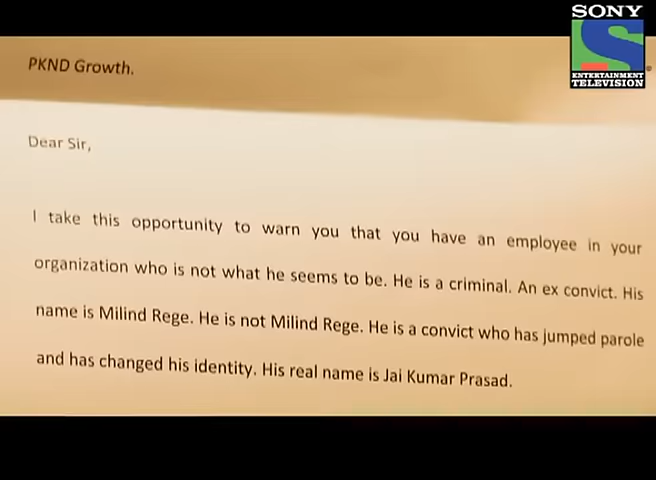 SONY
ENTERTAINMENT
TELEVISION
PKND Growth.
Dear Sir,
I take this opportunity to warn you that you have an employee in your
organization who is not what he seems to be. He is a criminal. An ex convict. His
name is Milind Rege. He is not Milind Rege. He is a convict who has jumped parole
and has changed his identity. His real name is Jai Kumar Prasad.